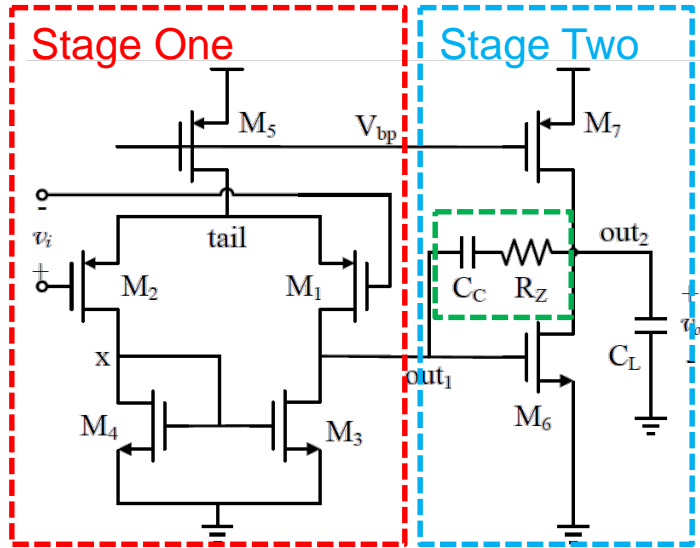 Stage One
Stage Two
M5
Vbp
M7
-
vi
+
tail
out2
M2
M1
CC
RZ
+
x
out1
CL
-
M4
M3
M6